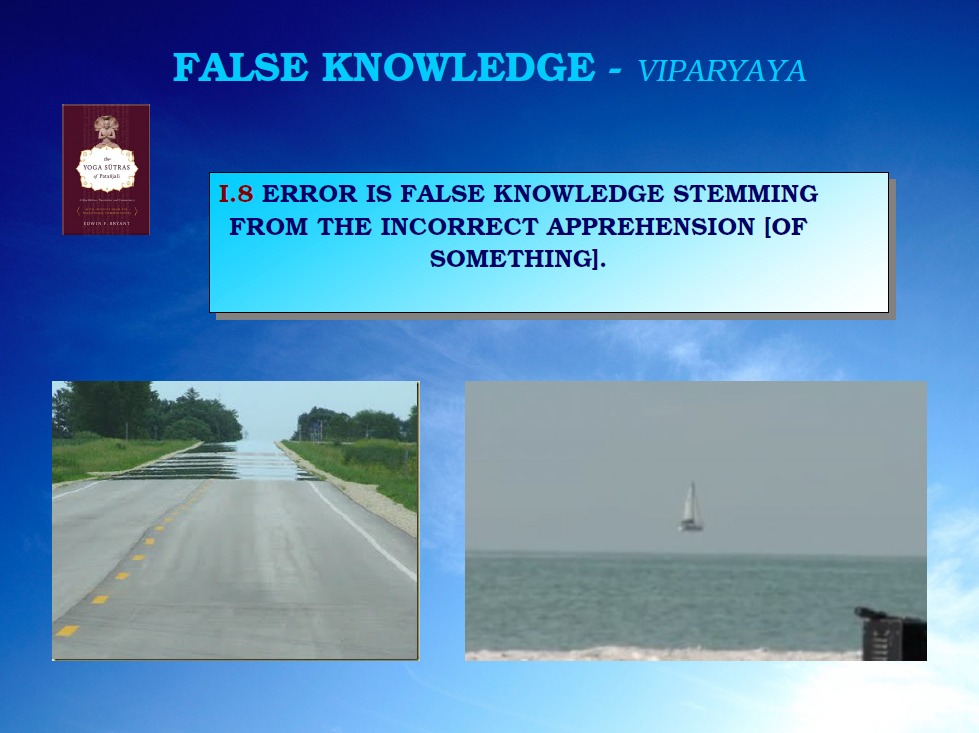 FALSE KNOWLEDGE - VIPARYAYA
the
YOGA SŪTRAS
of Patañjali
EDWIN F. BRYANT
I.8 ERROR IS FALSE KNOWLEDGE STEMMING
FROM THE INCORRECT APPREHENSION [OF
SOMETHING].